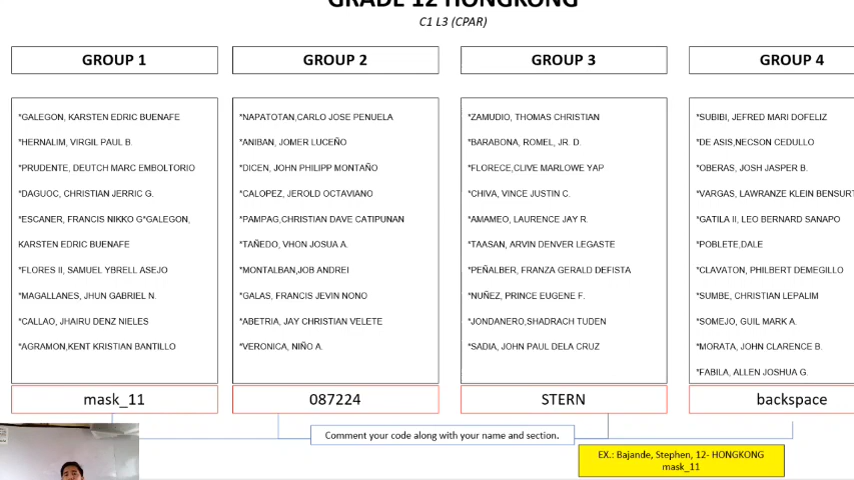 GRADE 12 HONGKONG
C1 L3 (CPAR)
GROUP 1
*GALEGON, KARSTEN EDRIC BUENAFE
*HERNALIM, VIRGIL PAUL B.
*PRUDENTE, DEUTCH MARC EMBOLTORIO
*DAGUOC, CHRISTIAN JERRIC G.
*ESCANER, FRANCIS NIKKO G*GALEGON,
KARSTEN EDRIC BUENAFE
*FLORES II, SAMUEL YBRELL ASEJO
*MAGALLANES, JHUN GABRIEL N.
*CALLAO, JHAIRU DENZ NIELES
*AGRAMON,KENT KRISTIAN BANTILLO
mask_11
GROUP 2
*NAPATOTAN,CARLO JOSE PENUELA
*ANIBAN, JOMER LUCEÑO
*DICEN, JOHN PHILIPP MONTAÑO
*CALOPEZ, JEROLD OCTAVIANO
*PAMPAG,CHRISTIAN DAVE CATIPUNAN
*TAÑEDO, VHON JOSUA A.
*MONTALBAN,JOB ANDREI
*GALAS, FRANCIS JEVIN NONO
*ABETRIA, JAY CHRISTIAN VELETE
*VERONICA, NIÑO A.
087224
GROUP 3
*ZAMUDIO, THOMAS CHRISTIAN
*BARABONA, ROMEL, JR. D.
*FLORECE,CLIVE MARLOWE YAP
*CHIVA, VINCE JUSTIN C.
*AMAMEO, LAURENCE JAY R.
*TAASAN, ARVIN DENVER LEGASTE
*PEÑALBER, FRANZA GERALD DEFISTA
*NUÑEZ, PRINCE EUGENE F.
*JONDANERO,SHADRACH TUDEN
*SADIA, JOHN PAUL DELA CRUZ
STERN
GROUP 4
*SUBIBI, JEFRED MARI DOFELIZ
*DE ASIS,NECSON CEDULLO
*OBERAS, JOSH JASPER B.
*VARGAS, LAWRANZE KLEIN BENSURT
*GATILA II, LEO BERNARD SANAPO
*POBLETE,DALE
*CLAVATON, PHILBERT DEMEGILLO
*SUMBE, CHRISTIAN LEPALIM
*SOMEJO, GUIL MARK A.
*MORATA, JOHN CLARENCE B.
*FABILA, ALLEN JOSHUA G.
backspace
Comment your code along with your name and section.
EX.: Bajande, Stephen, 12- HONGKONG
mask_11